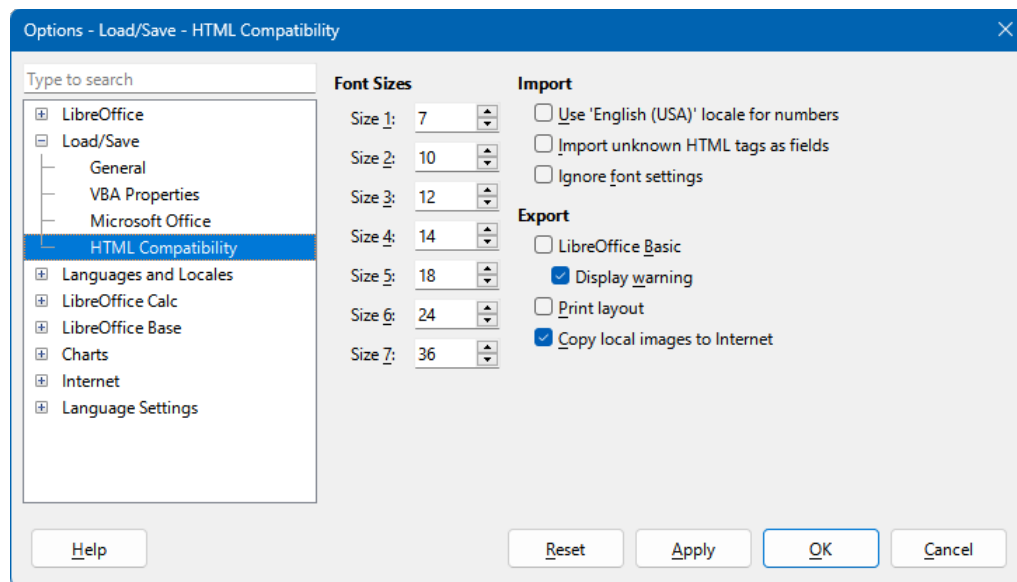 Options - Load/Save - HTML Compatibility
Type to search
LibreOffice
Load/Save
General
VBA Properties
Microsoft Office
HTML Compatibility
Languages and Locales
LibreOffice Calc
LibreOffice Base
Charts
Internet
Language Settings
Font Sizes
Size 1: 7
Size 2: 10
Size 3: 12
Size 4: 14
Size 5: 18
Size 6: 24
Size 7: 36
Import
Use 'English (USA)' locale for numbers
Import unknown HTML tags as fields
Ignore font settings
Export
LibreOffice Basic
Display warning
Print layout
Copy local images to Internet
Help
Reset
Apply
OK
Cancel